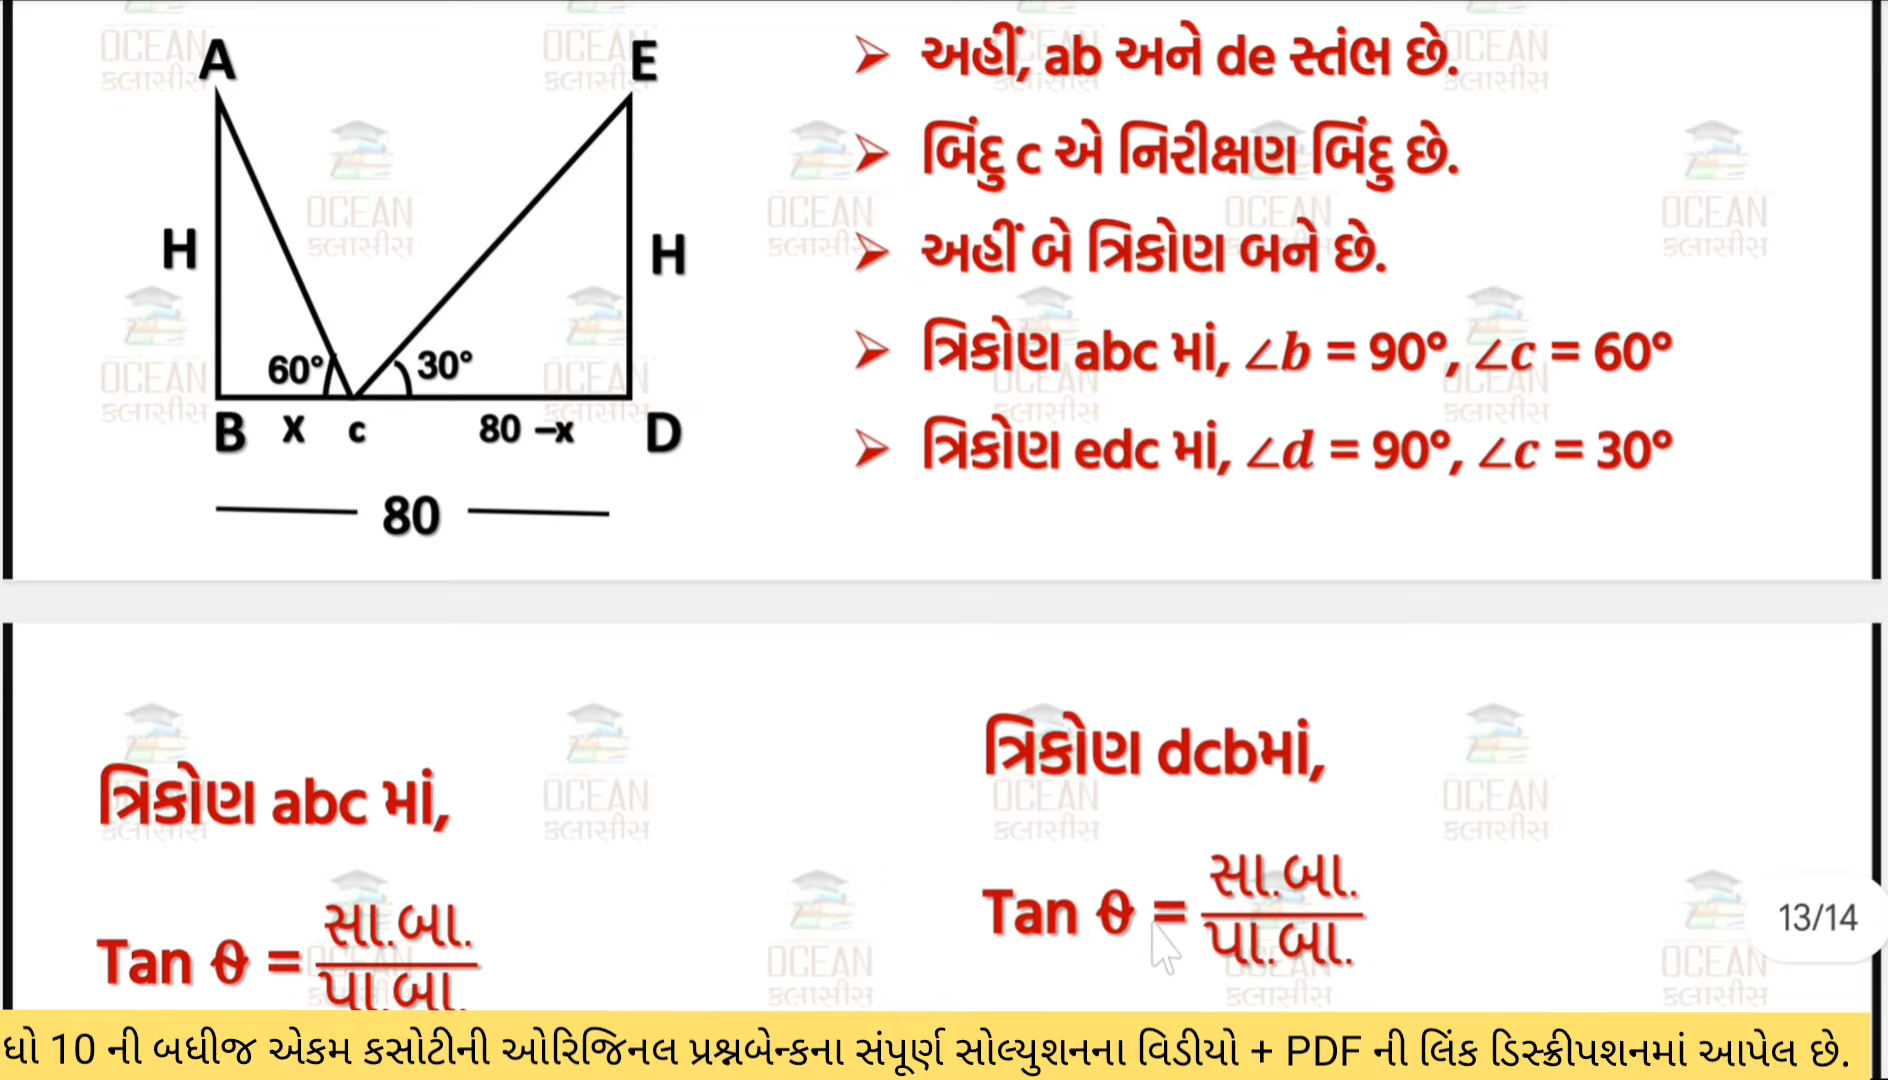 A
E
H
H
60°
30°
B x c 80 –x D
80
➢ અહીં, ab અને de સ્તંભ છે.
➢ બિંદુ c એ નિરીક્ષણ બિંદુ છે.
➢ અહીં બે ત્રિકોણ બને છે.
➢ ત્રિકોણ abc માં, ∠b = 90°, ∠c = 60°
➢ ત્રિકોણ edc માં, ∠d = 90°, ∠c = 30°
ત્રિકોણ abc માં,
Tan θ = સા.બા.
પા.બા.
ત્રિકોણ dcbમાં,
Tan θ = સા.બા.
પા.બા.
13/14
OCEAN
ક્લાસીસ
ધો 10 ની બધીજ એકમ કસોટીની ઓરિજિનલ પ્રશ્નબેન્કના સંપૂર્ણ સોલ્યુશનના વિડીયો + PDF ની લિંક ડિસ્ક્રીપશનમાં આપેલ છે.